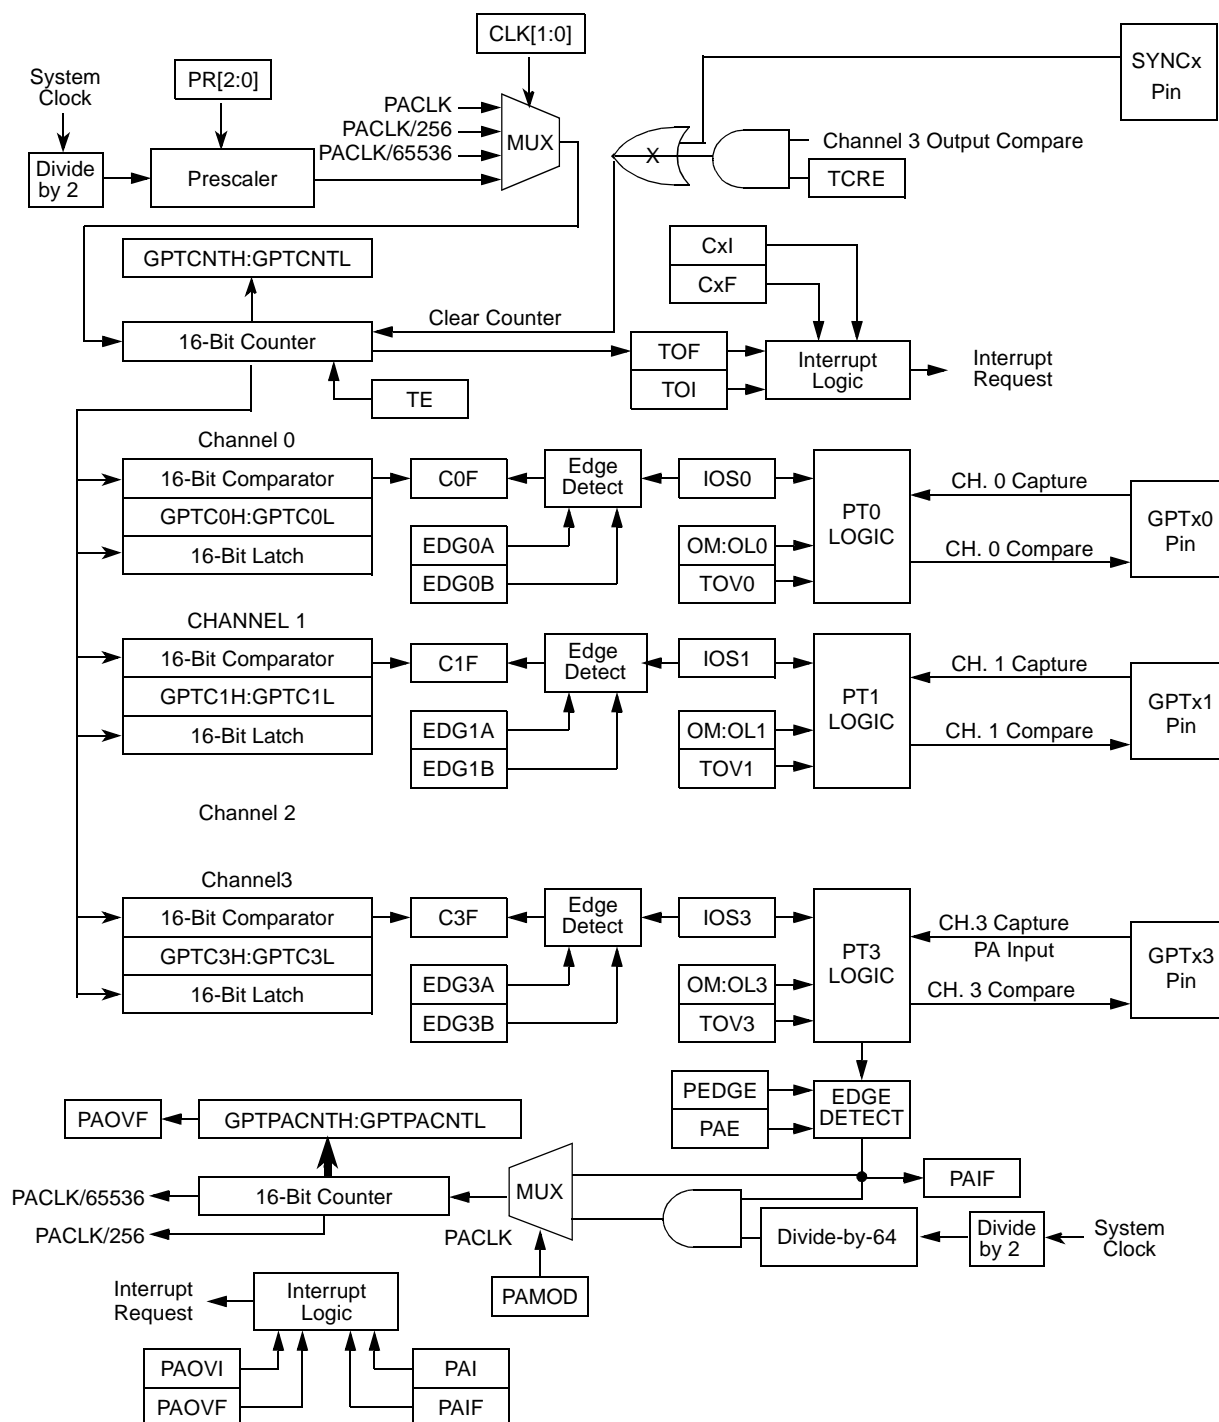 CLK[1:0]
SYNCx
Pin
System
Clock
PR[2:0]
PACLK
PACLK/256
PACLK/65536
MUX
X
Channel 3 Output Compare
TCRE
Divide
by 2
Prescaler
GPTCNTH:GPTCNTL
CxI
CxF
Clear Counter
16-Bit Counter
TOF
TOI
Interrupt
Logic
Interrupt
Request
TE
Channel 0
16-Bit Comparator
GPTC0H:GPTC0L
16-Bit Latch
C0F
Edge
Detect
IOS0
EDG0A
EDG0B
OM:OL0
TOV0
PT0
LOGIC
CH. 0 Capture
CH. 0 Compare
GPTx0
Pin
CHANNEL 1
16-Bit Comparator
GPTC1H:GPTC1L
16-Bit Latch
C1F
Edge
Detect
IOS1
EDG1A
EDG1B
OM:OL1
TOV1
PT1
LOGIC
CH. 1 Capture
CH. 1 Compare
GPTx1
Pin
Channel 2
Channel3
16-Bit Comparator
GPTC3H:GPTC3L
16-Bit Latch
C3F
Edge
Detect
IOS3
EDG3A
EDG3B
OM:OL3
TOV3
PT3
LOGIC
CH.3 Capture
PA Input
CH. 3 Compare
GPTx3
Pin
PEDGE
PAE
EDGE
DETECT
PAOVF
GPTPACNTH:GPTPACNTL
PAIF
PACLK/65536
16-Bit Counter
MUX
PACLK/256
PACLK
Divide-by-64
Divide
by 2
System
Clock
PAMOD
Interrupt
Request
Interrupt
Logic
PAOVI
PAOVF
PAI
PAIF